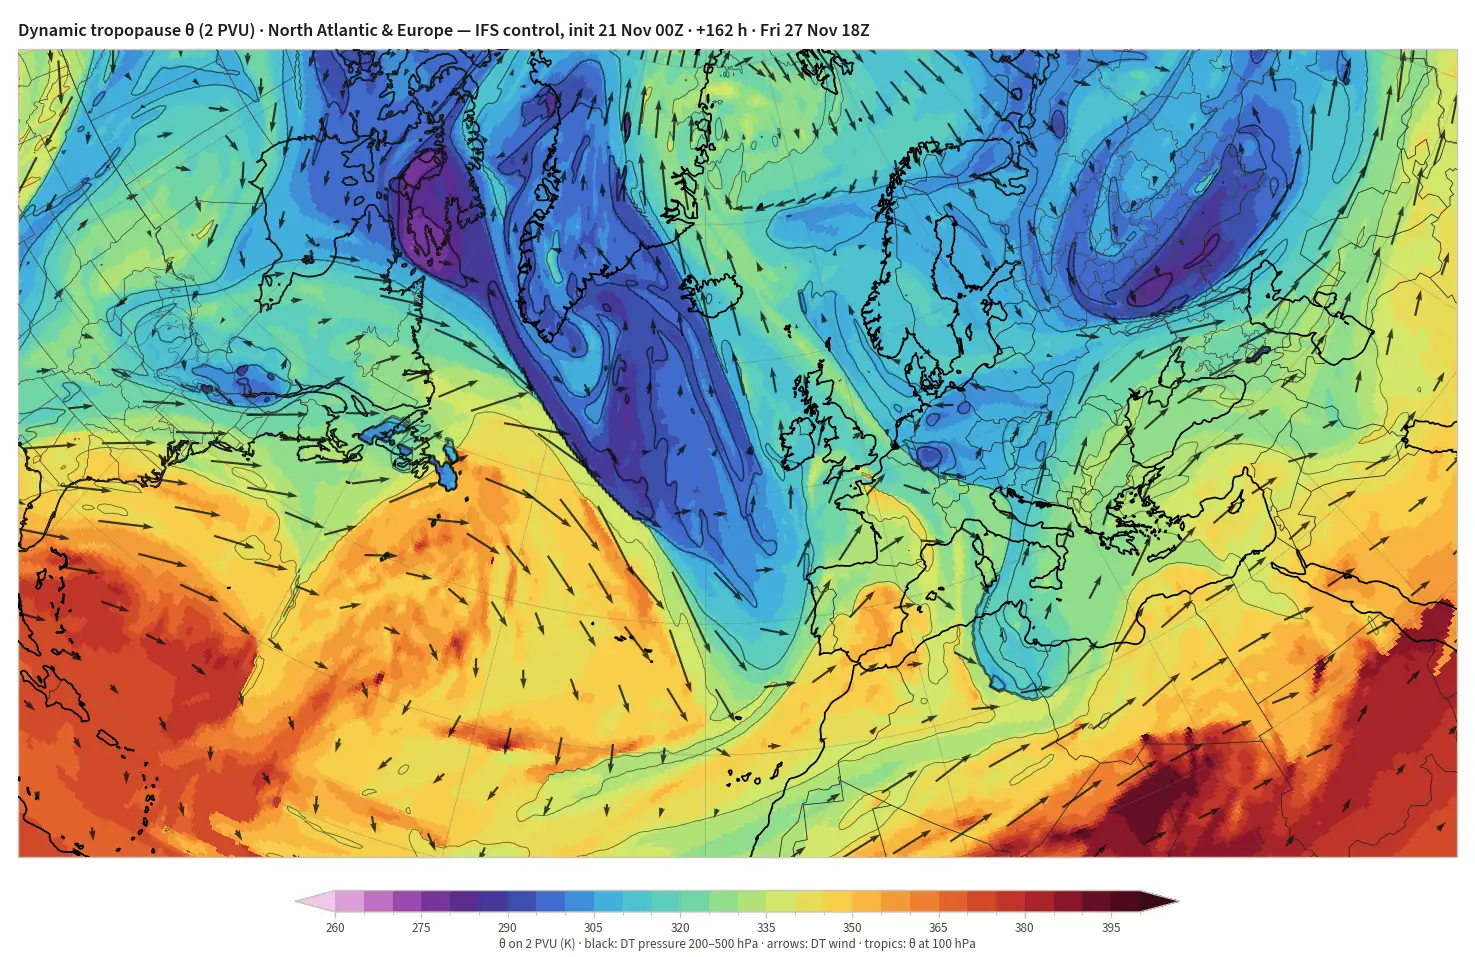 Dynamic tropopause θ (2 PVU) · North Atlantic & Europe — IFS control, init 21 Nov 00Z · +162 h · Fri 27 Nov 18Z
260 275 290 305 320 335 350 365 380 395
θ on 2 PVU (K) · black: DT pressure 200–500 hPa · arrows: DT wind · tropics: θ at 100 hPa